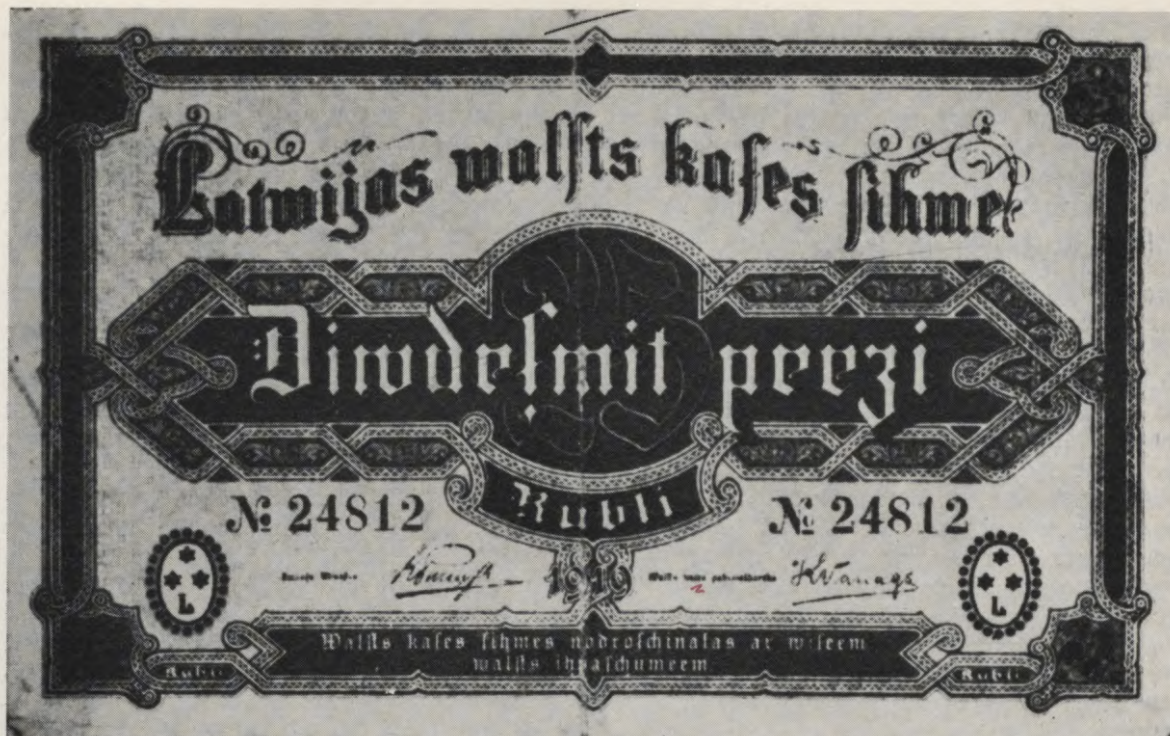 Latwijas walſts kaſes ſihme
Diwdeſmit peezi
Rubli
№ 24812 № 24812
1919
L L
Walſts kaſes ſihmes nodroſchinatas ar wiſeem
walſts ihpaſchumeem
Rubli Rubli